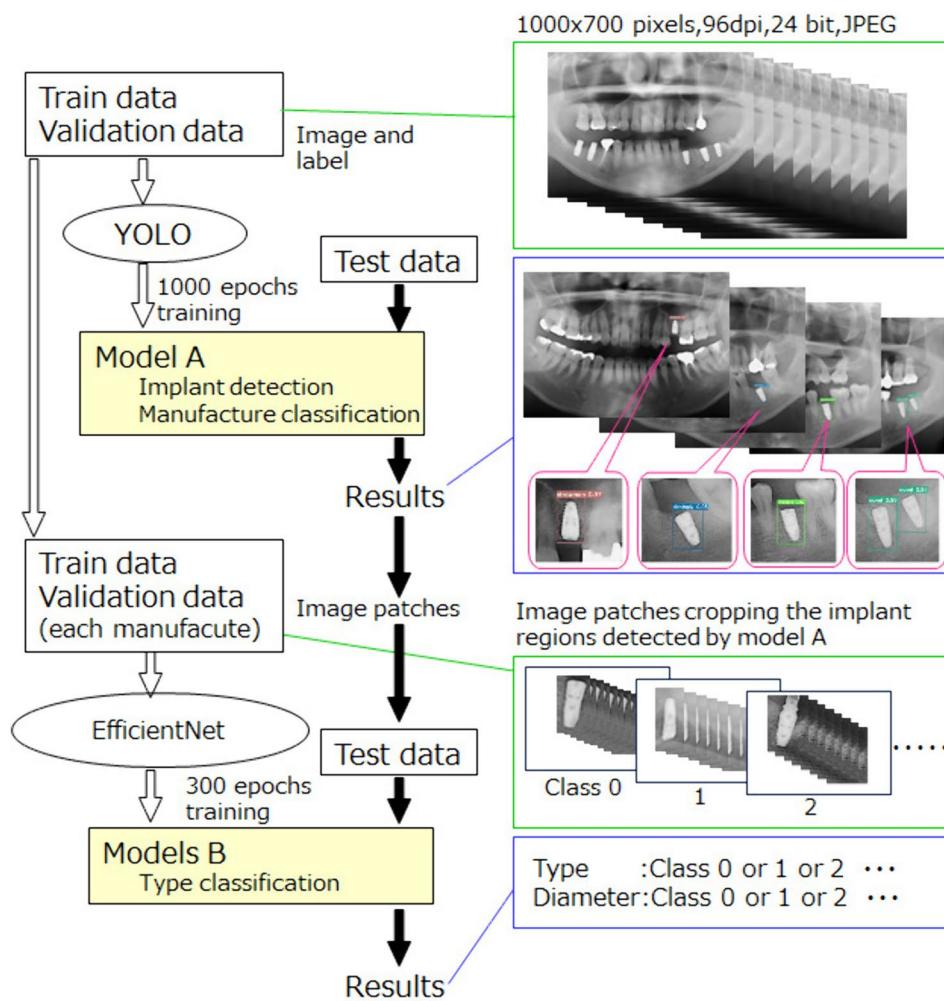 1000x700 pixels,96dpi,24 bit,JPEG
Train data
Validation data
Image and
label
YOLO
Test data
1000 epochs
training
Model A
Implant detection
Manufacture classification
Results
Train data
Validation data
(each manufacute)
Image patches
Image patches cropping the implant
regions detected by model A
EfficientNet
Test data
Class 0
1
2
·····
300 epochs
training
Models B
Type classification
Type :Class 0 or 1 or 2 ···
Diameter:Class 0 or 1 or 2 ···
Results